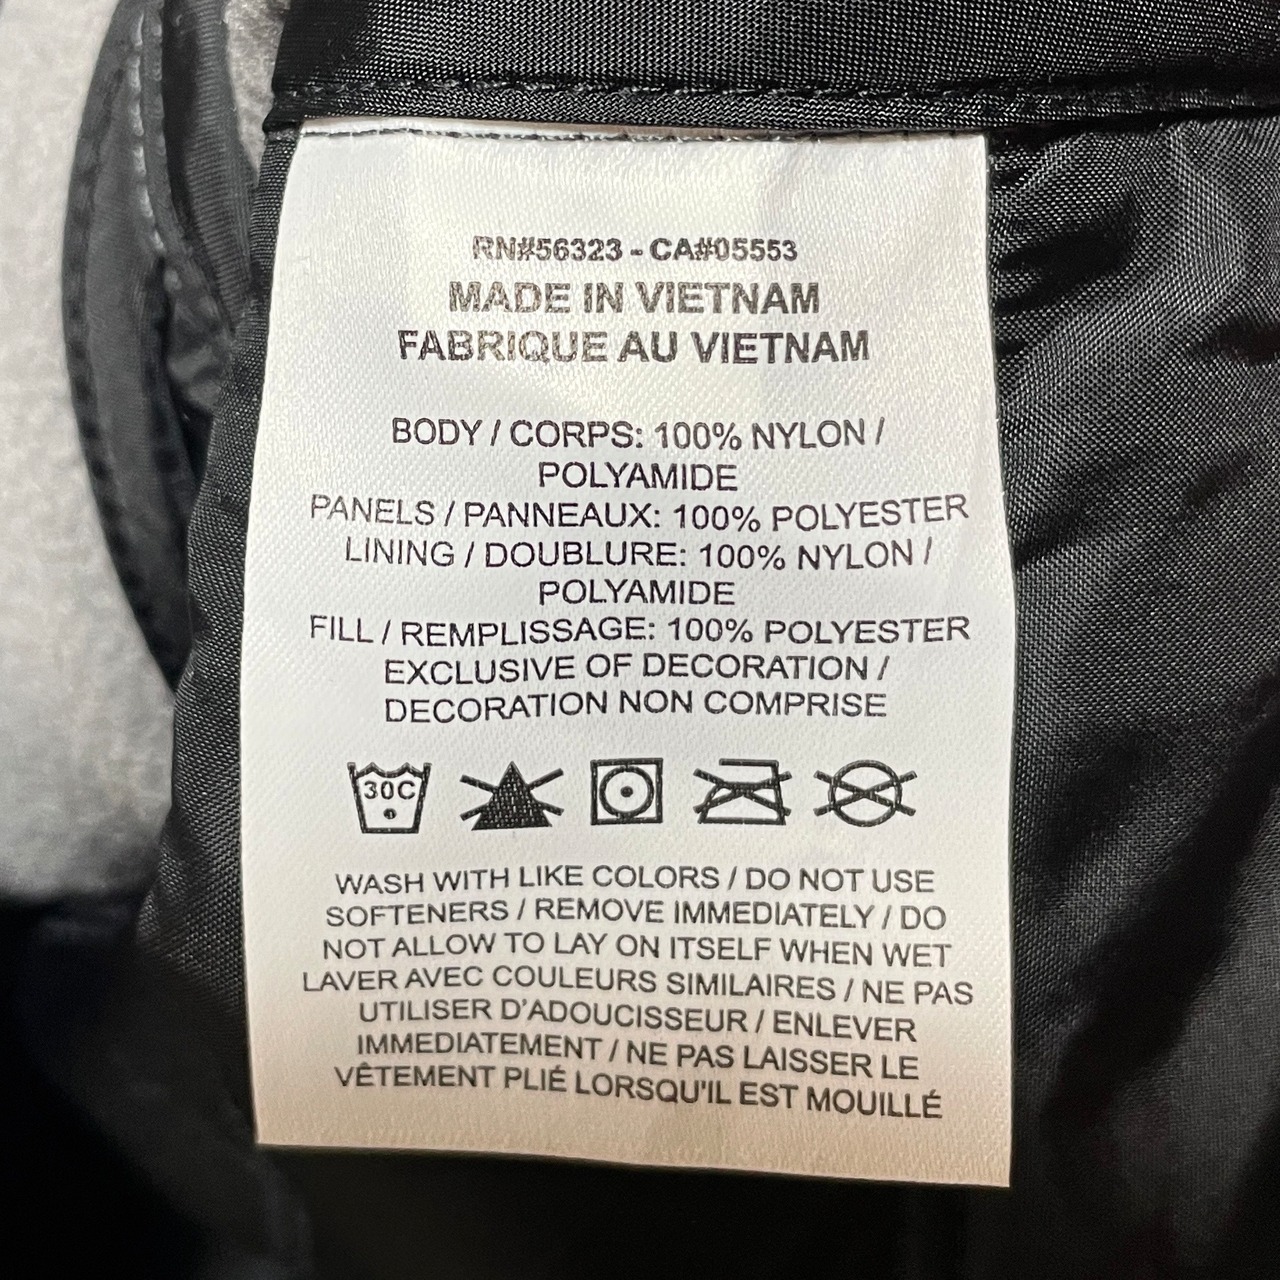 RN#56323 - CA#05553
MADE IN VIETNAM
FABRIQUE AU VIETNAM
BODY / CORPS: 100% NYLON /
POLYAMIDE
PANELS / PANNEAUX: 100% POLYESTER
LINING / DOUBLURE: 100% NYLON /
POLYAMIDE
FILL / REMPLISSAGE: 100% POLYESTER
EXCLUSIVE OF DECORATION /
DECORATION NON COMPRISE
30C
WASH WITH LIKE COLORS / DO NOT USE
SOFTENERS / REMOVE IMMEDIATELY / DO
NOT ALLOW TO LAY ON ITSELF WHEN WET
LAVER AVEC COULEURS SIMILAIRES / NE PAS
UTILISER D'ADOUCISSEUR / ENLEVER
IMMEDIATEMENT / NE PAS LAISSER LE
VÊTEMENT PLIÉ LORSQU'IL EST MOUILLÉ